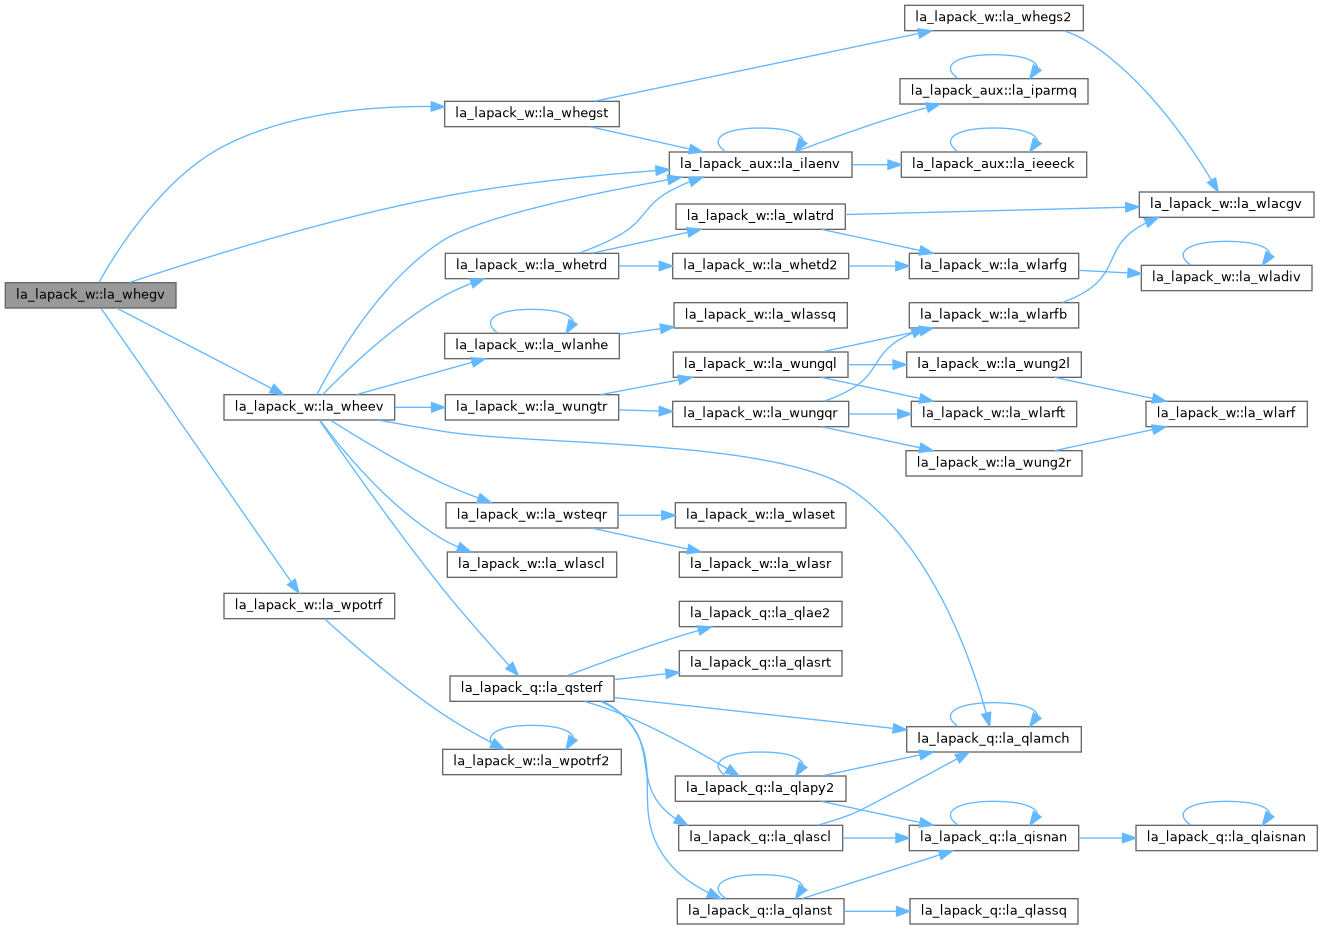 la_lapack_w::la_whegs2
la_lapack_aux::la_iparmq
la_lapack_w::la_whegst
la_lapack_aux::la_ilaenv
la_lapack_aux::la_ieeeck
la_lapack_w::la_wlacgv
la_lapack_w::la_wlatrd
la_lapack_w::la_whetrd
la_lapack_w::la_whetd2
la_lapack_w::la_wlarfg
la_lapack_w::la_wladiv
la_lapack_w::la_whegv
la_lapack_w::la_wlassq
la_lapack_w::la_wlarfb
la_lapack_w::la_wlanhe
la_lapack_w::la_wungql
la_lapack_w::la_wung2l
la_lapack_w::la_wheev
la_lapack_w::la_wungtr
la_lapack_w::la_wungqr
la_lapack_w::la_wlarft
la_lapack_w::la_wlarf
la_lapack_w::la_wung2r
la_lapack_w::la_wsteqr
la_lapack_w::la_wlaset
la_lapack_w::la_wlascl
la_lapack_w::la_wlasr
la_lapack_w::la_wpotrf
la_lapack_q::la_qlae2
la_lapack_q::la_qlasrt
la_lapack_q::la_qsterf
la_lapack_q::la_qlamch
la_lapack_w::la_wpotrf2
la_lapack_q::la_qlapy2
la_lapack_q::la_qlascl
la_lapack_q::la_qisnan
la_lapack_q::la_qlaisnan
la_lapack_q::la_qlanst
la_lapack_q::la_qlassq